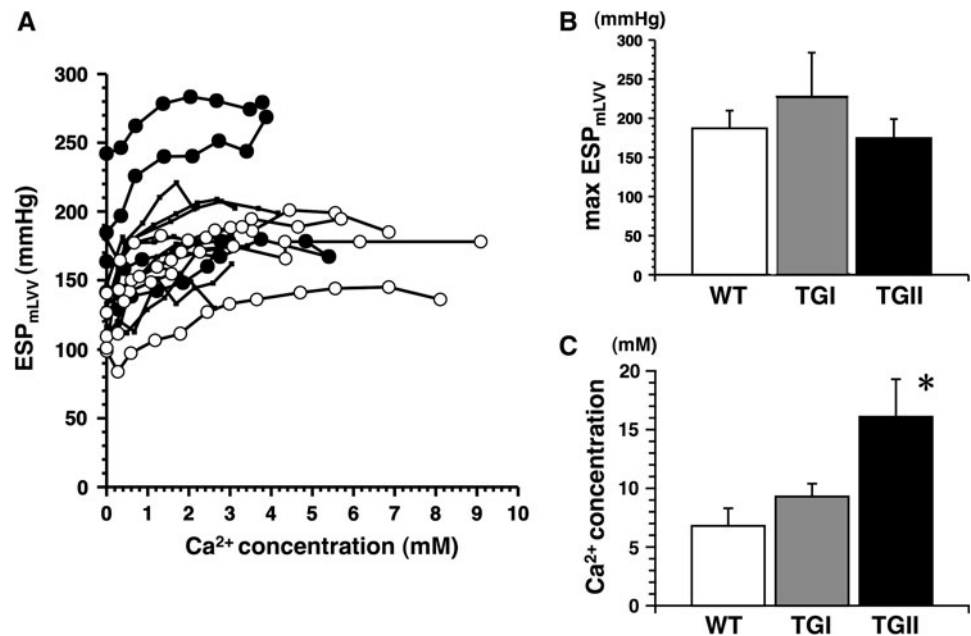 A
300
250
200
150
100
50
0
ESPmLVV (mmHg)
0 1 2 3 4 5 6 7 8 9 10
Ca2+ concentration (mM)
B (mmHg)
300
250
200
150
100
50
0
max ESPmLVV
WT TGI TGII
C (mM)
20
15
10
5
0
Ca2+ concentration
*
WT TGI TGII